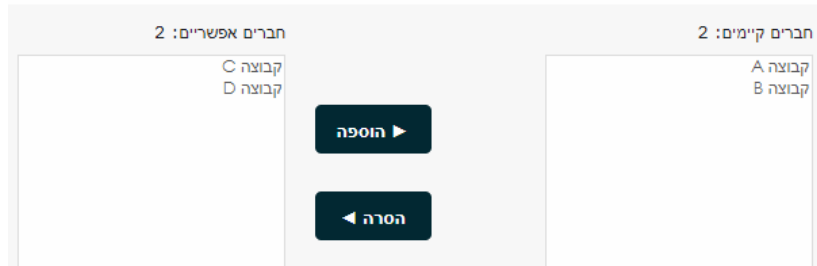 חברים קיימים: 2
קבוצה A
קבוצה B
◄ הוספה
הסרה ►
חברים אפשריים: 2
קבוצה C
קבוצה D